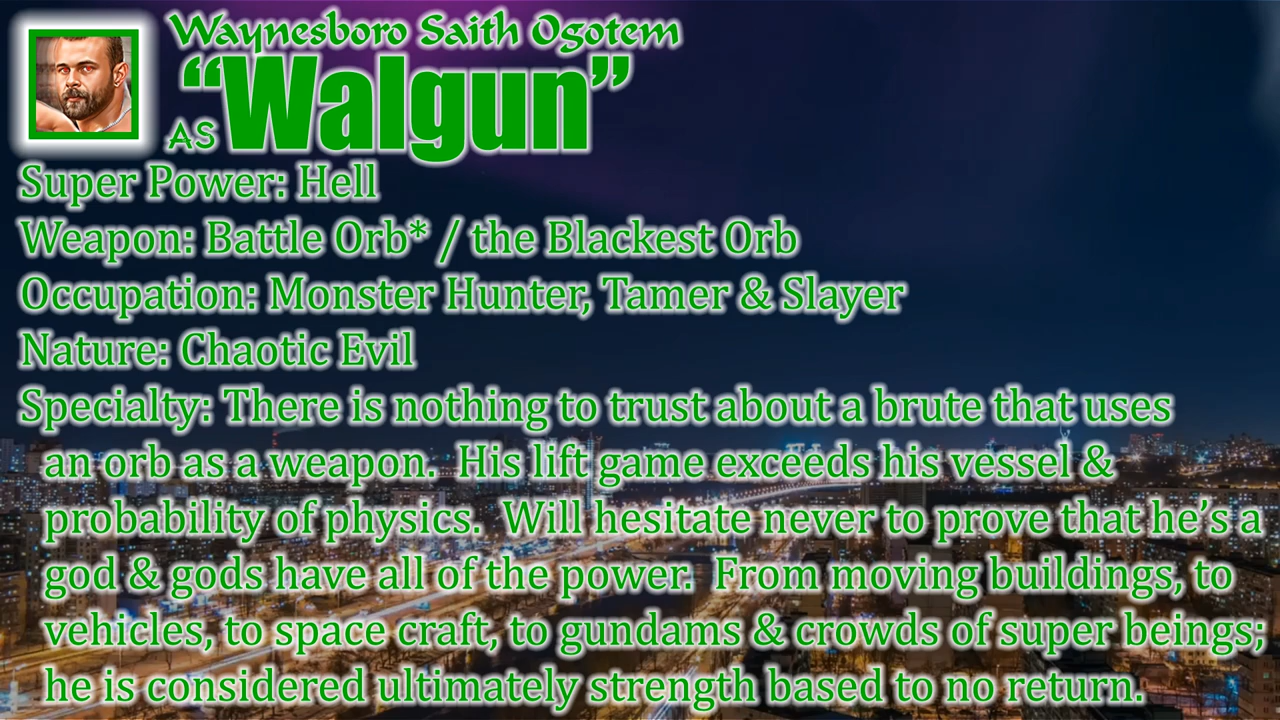 Waynesboro Saith Ogotem
AS “Walgun”
Super Power: Hell
Weapon: Battle Orb* / the Blackest Orb
Occupation: Monster Hunter, Tamer & Slayer
Nature: Chaotic Evil
Specialty: There is nothing to trust about a brute that uses
an orb as a weapon.  His lift game exceeds his vessel &
probability of physics.  Will hesitate never to prove that he’s a
god & gods have all of the power.  From moving buildings, to
vehicles, to space craft, to gundams & crowds of super beings;
he is considered ultimately strength based to no return.